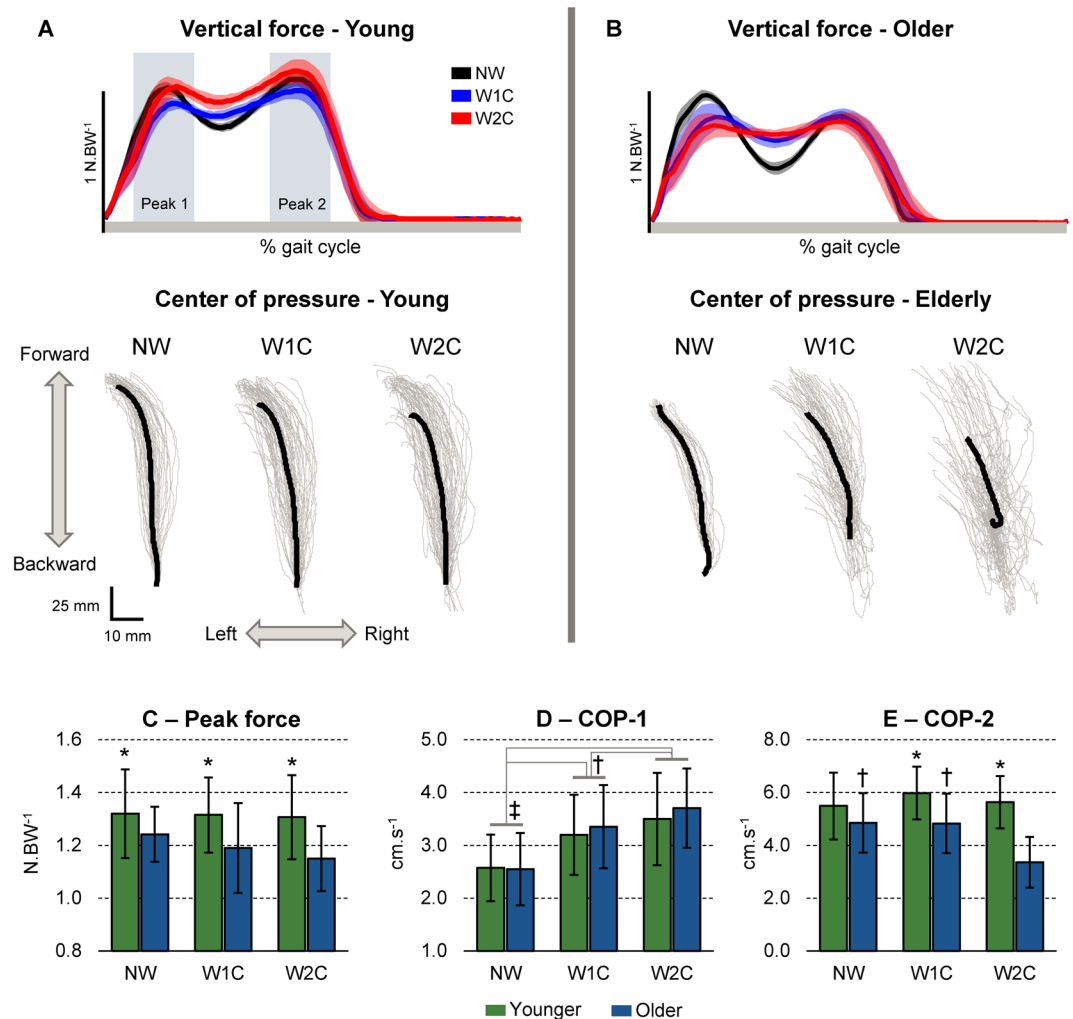 A
Vertical force - Young
NW
W1C
W2C
1 N.BW-1
Peak 1
Peak 2
% gait cycle
B
Vertical force - Older
1 N.BW-1
% gait cycle
Center of pressure - Young
NW
W1C
W2C
Forward
Backward
25 mm
10 mm
Left
Right
Center of pressure - Elderly
NW
W1C
W2C
C – Peak force
N.BW-1
1.6
1.4
1.2
1.0
0.8
*
*
*
NW
W1C
W2C
D – COP-1
cm.s-1
5.0
4.0
3.0
2.0
1.0
‡
†
NW
W1C
W2C
E – COP-2
cm.s-1
8.0
6.0
4.0
2.0
0.0
†
*
†
*
NW
W1C
W2C
Younger
Older